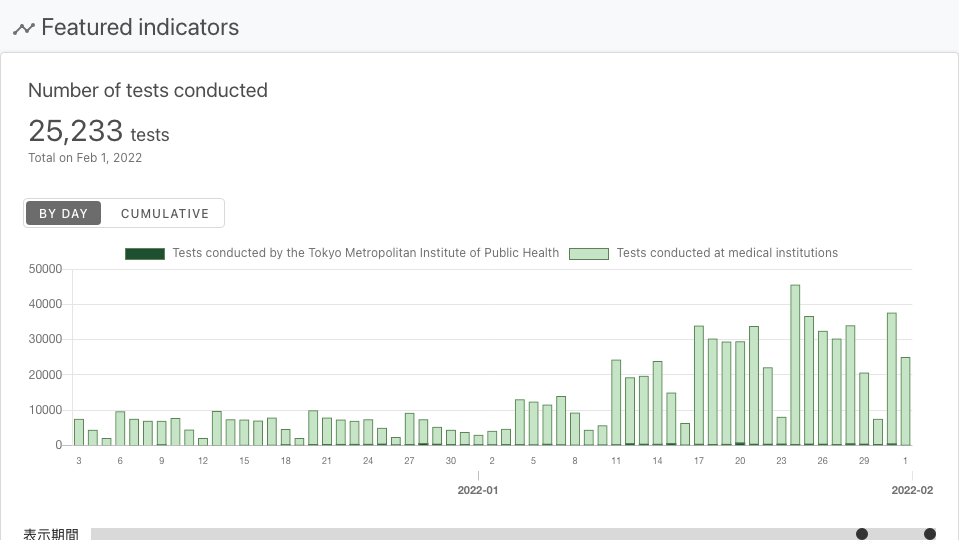 Featured indicators
Number of tests conducted
25,233 tests
Total on Feb 1, 2022
BY DAY CUMULATIVE
Tests conducted by the Tokyo Metropolitan Institute of Public Health Tests conducted at medical institutions
50000
40000
30000
20000
10000
0
3 6 9 12 15 18 21 24 27 30 2 5 8 11 14 17 20 23 26 29 1
2022-01 2022-02
表示期間